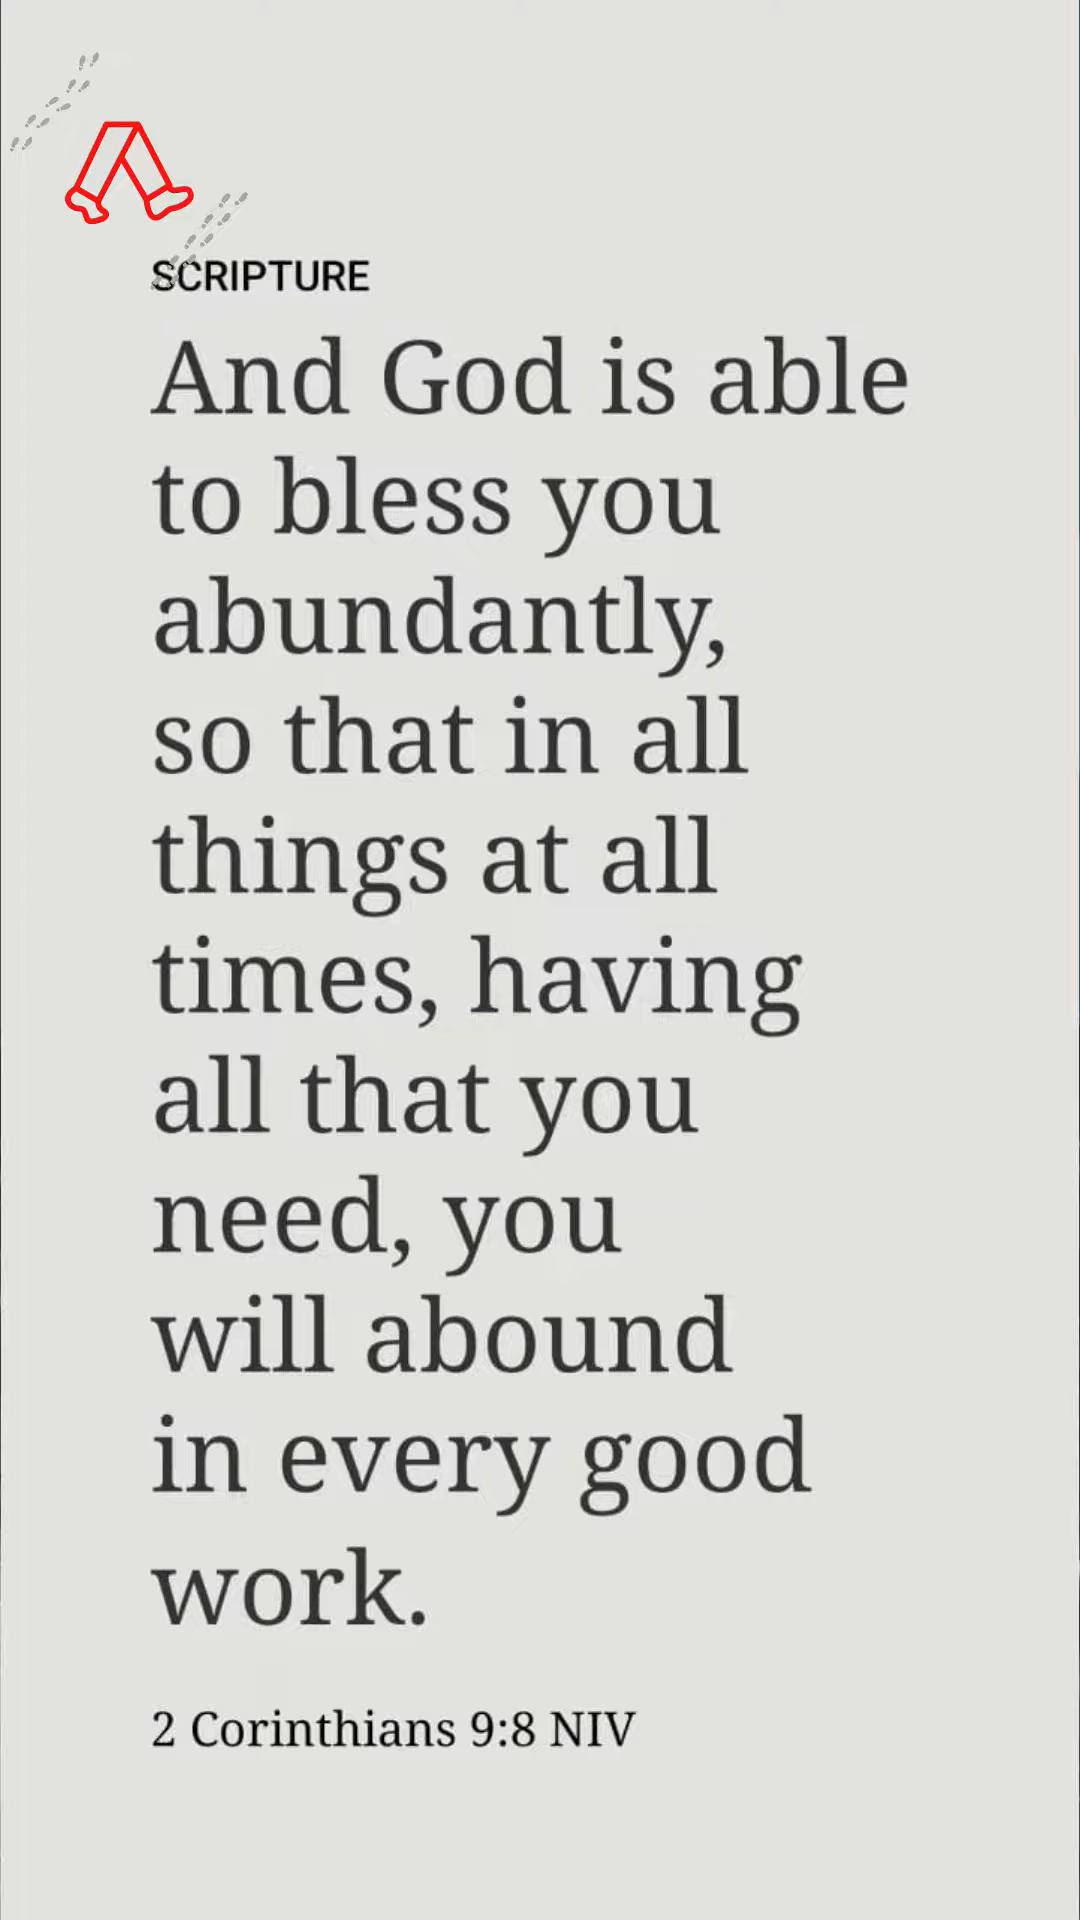 SCRIPTURE
And God is able
to bless you
abundantly,
so that in all
things at all
times, having
all that you
need, you
will abound
in every good
work.
2 Corinthians 9:8 NIV